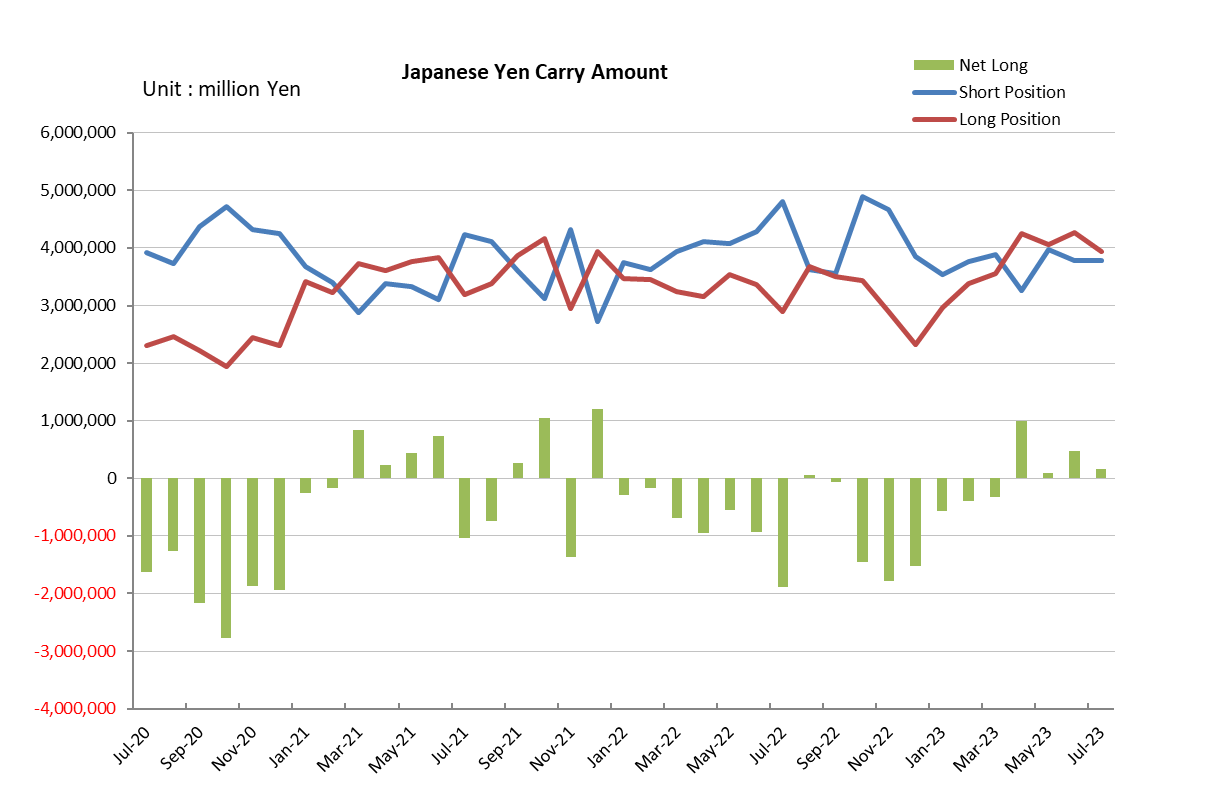 Japanese Yen Carry Amount
Unit : million Yen
Net Long
Short Position
Long Position
6,000,000
5,000,000
4,000,000
3,000,000
2,000,000
1,000,000
0
-1,000,000
-2,000,000
-3,000,000
-4,000,000
Jul-20
Sep-20
Nov-20
Jan-21
Mar-21
May-21
Jul-21
Sep-21
Nov-21
Jan-22
Mar-22
May-22
Jul-22
Sep-22
Nov-22
Jan-23
Mar-23
May-23
Jul-23